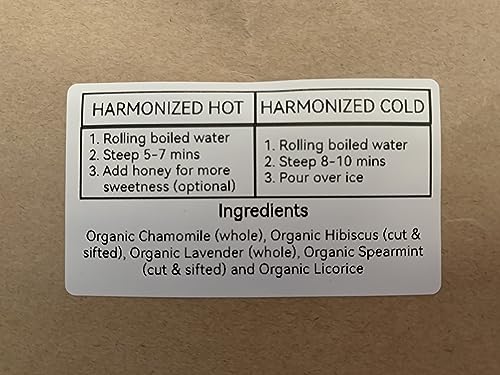 HARMONIZED HOT
1. Rolling boiled water
2. Steep 5-7 mins
3. Add honey for more
sweetness (optional)
HARMONIZED COLD
1. Rolling boiled water
2. Steep 8-10 mins
3. Pour over ice
Ingredients
Organic Chamomile (whole), Organic Hibiscus (cut &
sifted), Organic Lavender (whole), Organic Spearmint
(cut & sifted) and Organic Licorice